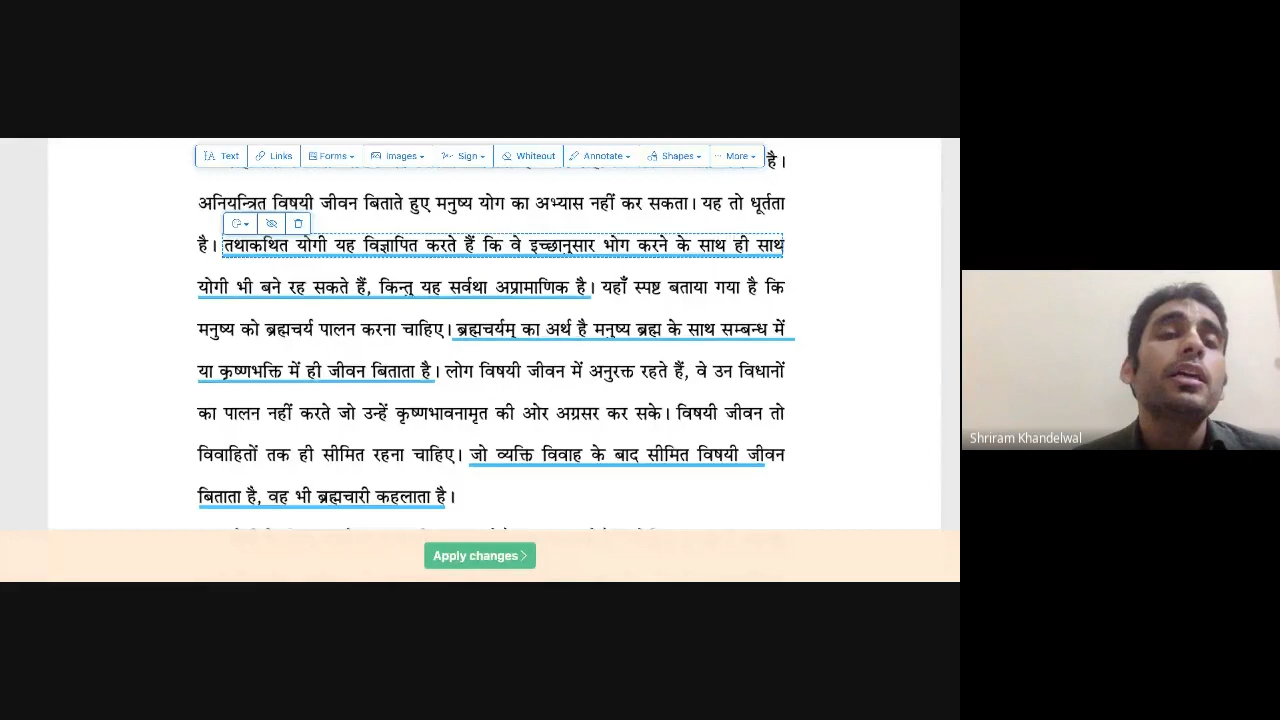 Text Links Forms Images Sign Whiteout Annotate Shapes More
है।
अनियन्त्रित विषयी जीवन बिताते हुए मनुष्य योग का अभ्यास नहीं कर सकता। यह तो धूर्तता
है। तथाकथित योगी यह विज्ञापित करते हैं कि वे इच्छानुसार भोग करने के साथ ही साथ
योगी भी बने रह सकते हैं, किन्तु यह सर्वथा अप्रामाणिक है। यहाँ स्पष्ट बताया गया है कि
मनुष्य को ब्रह्मचर्य पालन करना चाहिए। ब्रह्मचर्यम् का अर्थ है मनुष्य ब्रह्म के साथ सम्बन्ध में
या कृष्णभक्ति में ही जीवन बिताता है। लोग विषयी जीवन में अनुरक्त रहते हैं, वे उन विधानों
का पालन नहीं करते जो उन्हें कृष्णभावनामृत की ओर अग्रसर कर सके। विषयी जीवन तो
विवाहितों तक ही सीमित रहना चाहिए। जो व्यक्ति विवाह के बाद सीमित विषयी जीवन
बिताता है, वह भी ब्रह्मचारी कहलाता है।
Apply changes
Shriram Khandelwal